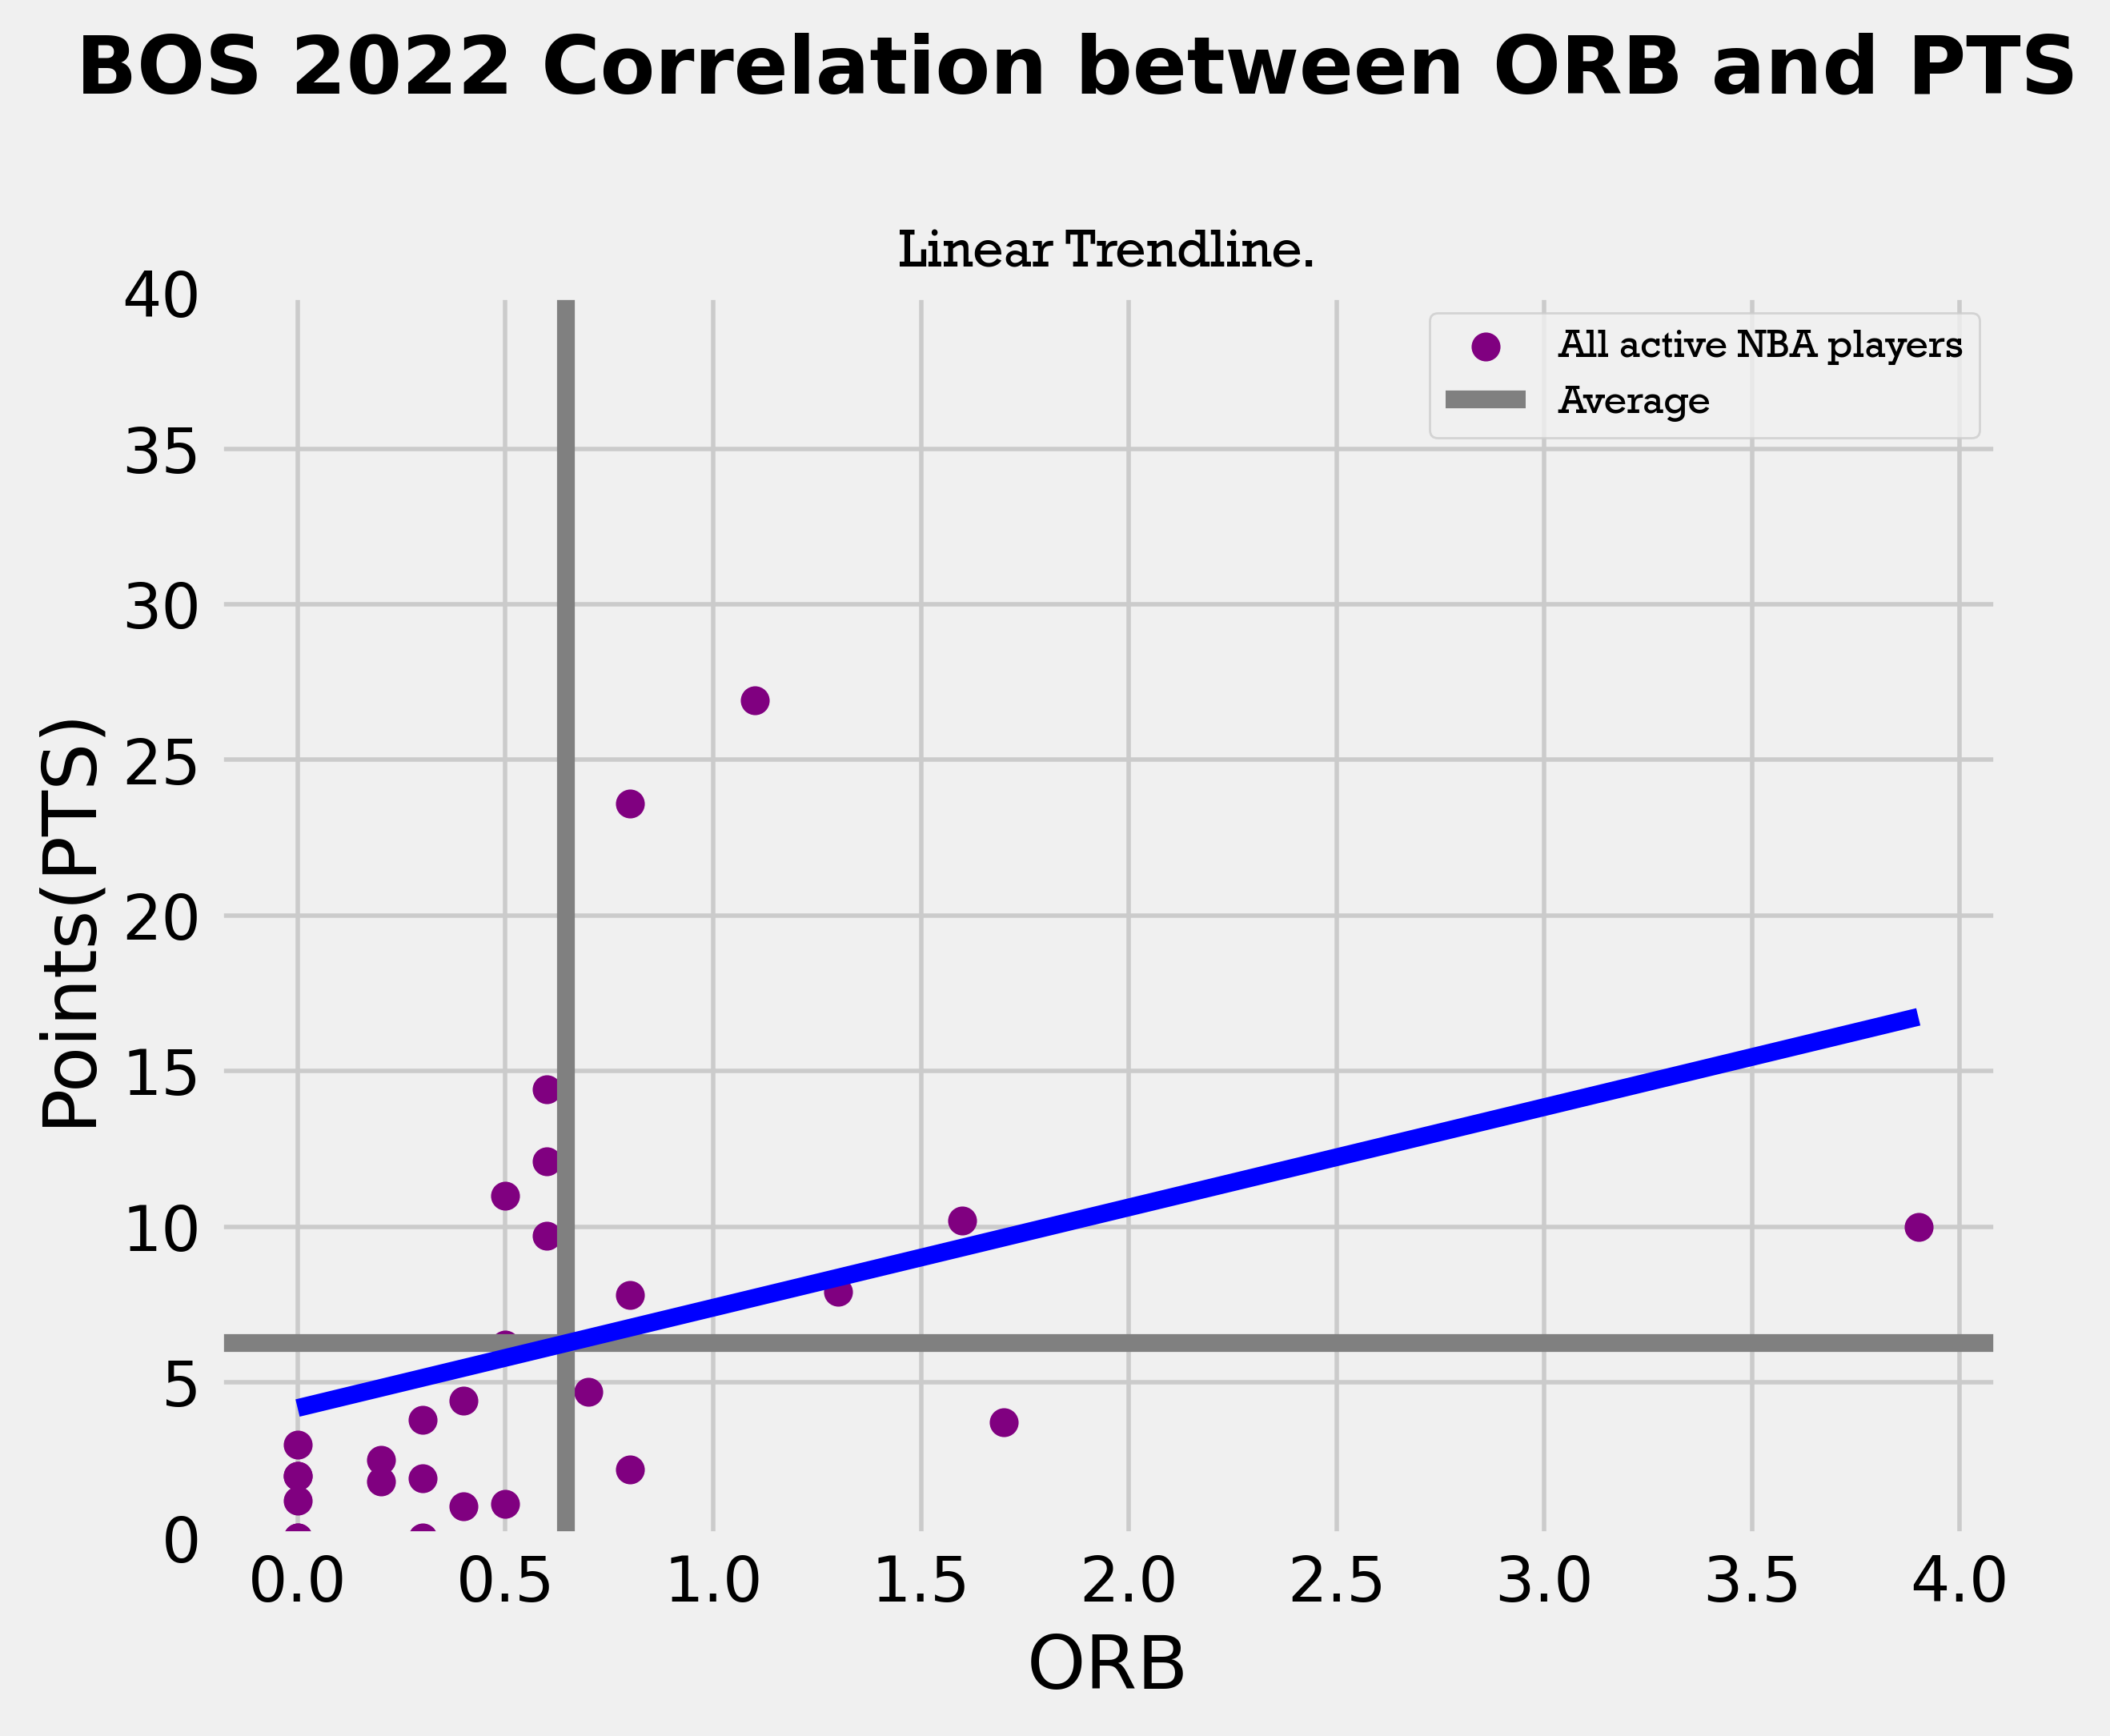 BOS 2022 Correlation between ORB and PTS
Linear Trendline.
All active NBA players
Average
Points(PTS)
40
35
30
25
20
15
10
5
0
0.0 0.5 1.0 1.5 2.0 2.5 3.0 3.5 4.0
ORB